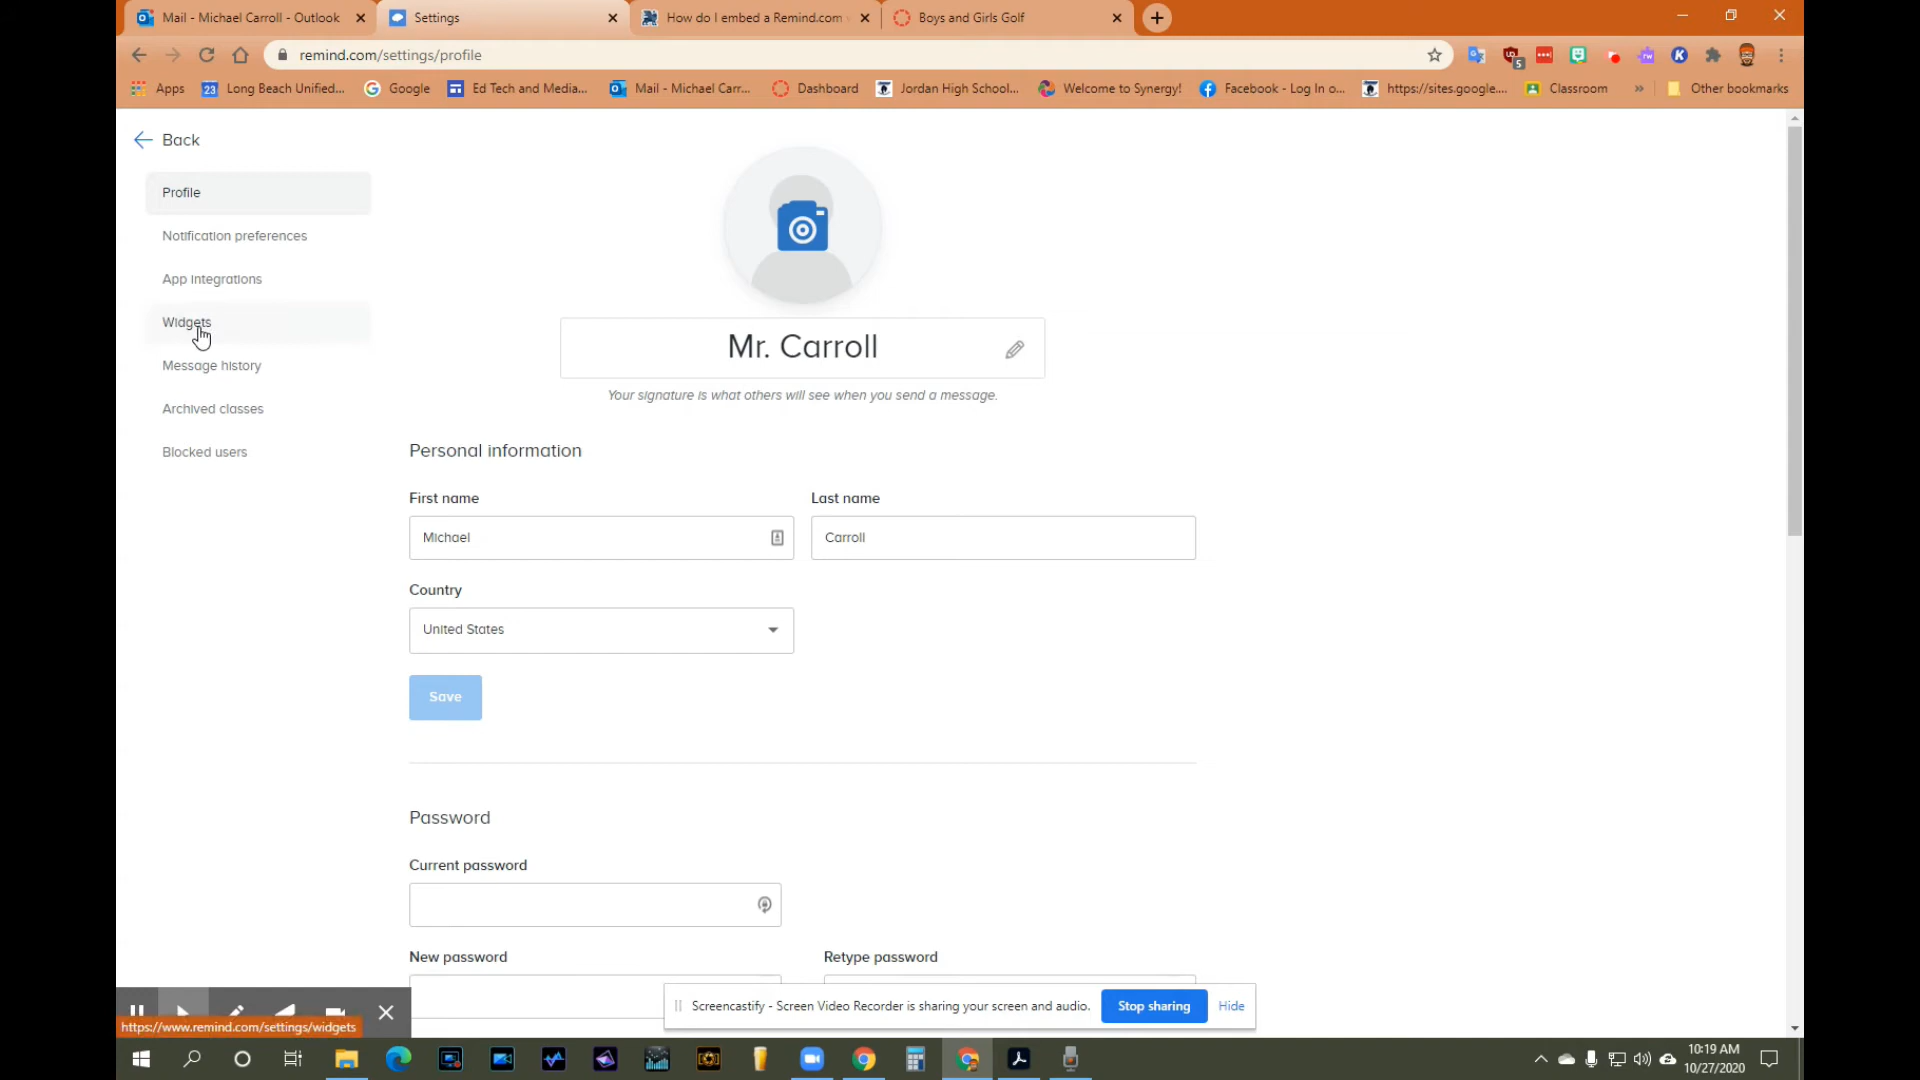 Mail - Michael Carroll - Outlook
Settings
How do I embed a Remind.com
Boys and Girls Golf
remind.com/settings/profile
5
Apps
23
Long Beach Unified...
Google
Ed Tech and Media...
Mail - Michael Carr...
Dashboard
Jordan High School...
Welcome to Synergy!
Facebook - Log In o...
https://sites.google....
Classroom
»
Other bookmarks
Back
Profile
Notification preferences
App integrations
Widgets
Message history
Archived classes
Blocked users
Mr. Carroll
Your signature is what others will see when you send a message.
Personal information
First name
Last name
Michael
Carroll
Country
United States
Save
Password
Current password
New password
Retype password
Screencastify - Screen Video Recorder is sharing your screen and audio.
Stop sharing
Hide
https://www.remind.com/settings/widgets
10:19 AM
10/27/2020